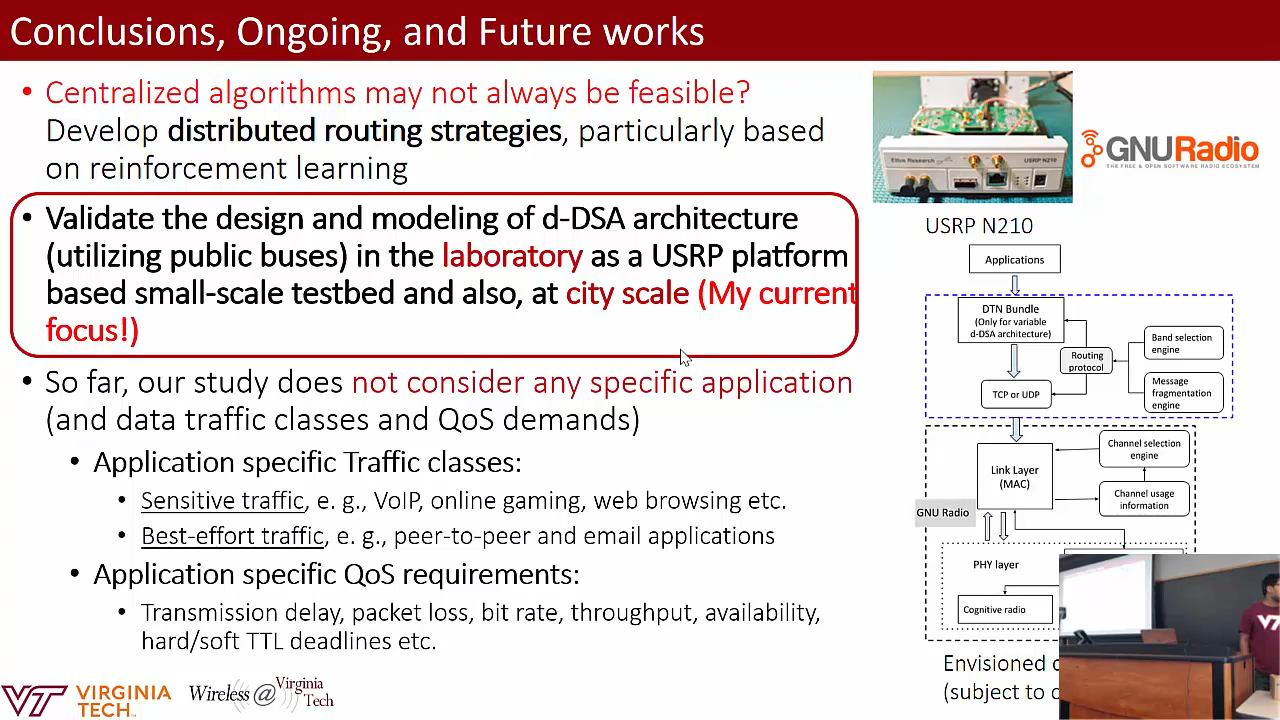 Conclusions, Ongoing, and Future works
• Centralized algorithms may not always be feasible?
Develop distributed routing strategies, particularly based
on reinforcement learning
• Validate the design and modeling of d-DSA architecture
(utilizing public buses) in the laboratory as a USRP platform
based small-scale testbed and also, at city scale (My current
focus!)
• So far, our study does not consider any specific application
(and data traffic classes and QoS demands)
• Application specific Traffic classes:
• Sensitive traffic, e. g., VoIP, online gaming, web browsing etc.
• Best-effort traffic, e. g., peer-to-peer and email applications
• Application specific QoS requirements:
• Transmission delay, packet loss, bit rate, throughput, availability,
hard/soft TTL deadlines etc.
Ettus Research
USRP N210
GNURadio
THE FREE & OPEN SOFTWARE RADIO ECOSYSTEM
USRP N210
Applications
DTN Bundle
(Only for variable
d-DSA architecture)
Routing
protocol
Band selection
engine
Message
fragmentation
engine
TCP or UDP
Link Layer
(MAC)
Channel selection
engine
Channel usage
information
GNU Radio
PHY layer
Cognitive radio
Envisioned
(subject to
VT VIRGINIA
TECH
Wireless @ Virginia
Tech